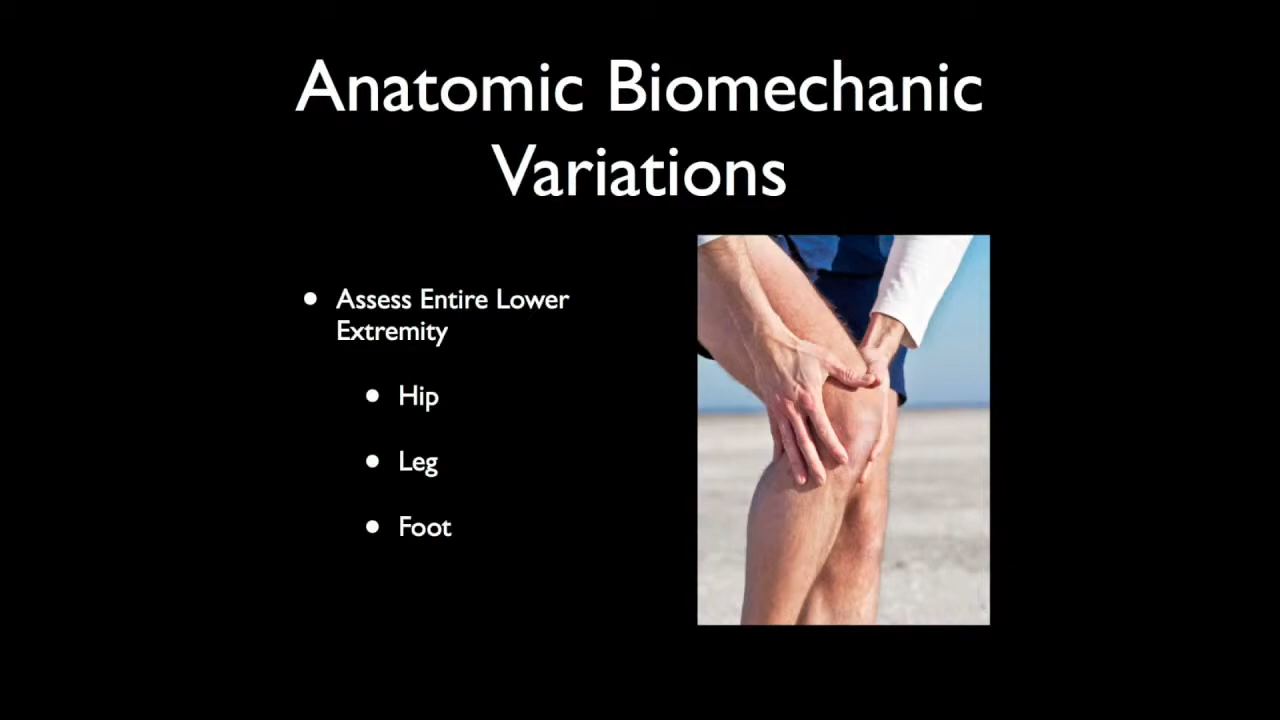 Anatomic Biomechanic
Variations
• Assess Entire Lower
Extremity
• Hip
• Leg
• Foot